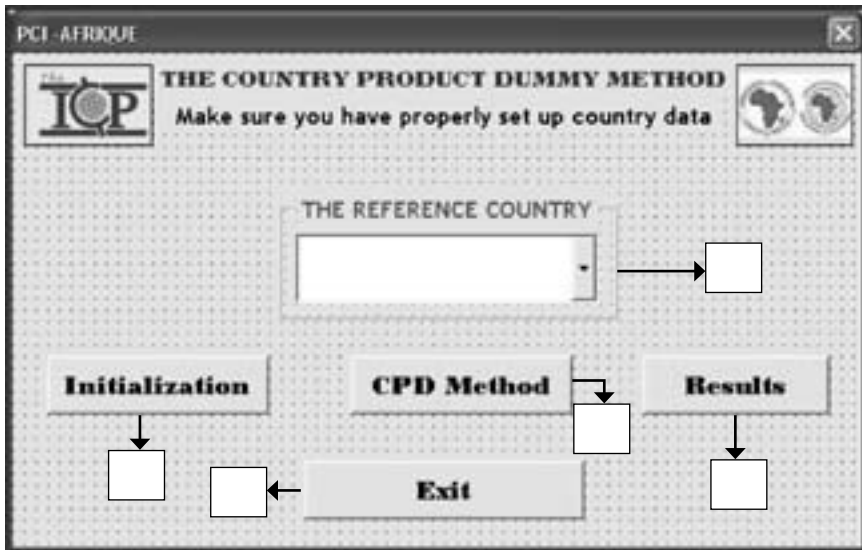 PCI -AFRIQUE
THE COUNTRY PRODUCT DUMMY METHOD
The
ICP
Make sure you have properly set up country data
THE REFERENCE COUNTRY
Initialization
CPD Method
Results
Exit